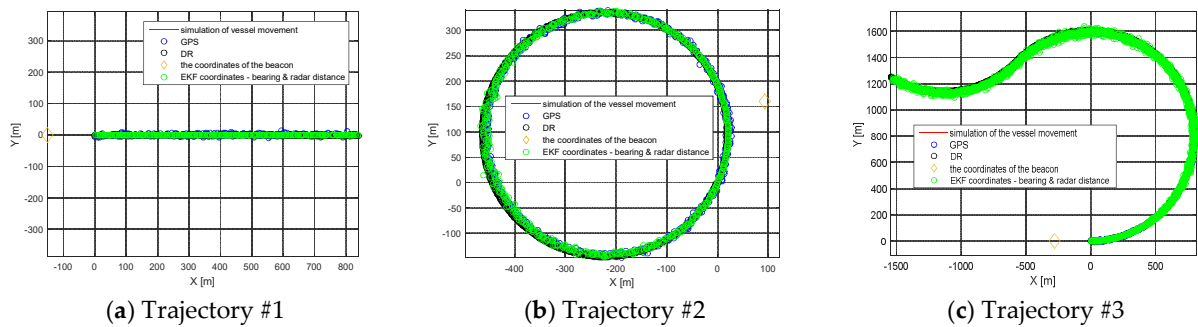 Y [m]
300
200
100
0
-100
-200
-300
-100
0
100
200
300
400
500
600
700
800
X [m]
simulation of vessel movement
GPS
DR
the coordinates of the beacon
EKF coordinates - bearing & radar distance
(a) Trajectory #1
Y [m]
300
250
200
150
100
50
0
-50
-100
-400
-300
-200
-100
0
100
X [m]
simulation of the vessel movement
GPS
DR
the coordinates of the beacon
EKF coordinates - bearing & radar distance
(b) Trajectory #2
Y [m]
1600
1400
1200
1000
800
600
400
200
0
-1500
-1000
-500
0
500
X [m]
simulation of the vessel movement
GPS
DR
the coordinates of the beacon
EKF coordinates - bearing & radar distance
(c) Trajectory #3